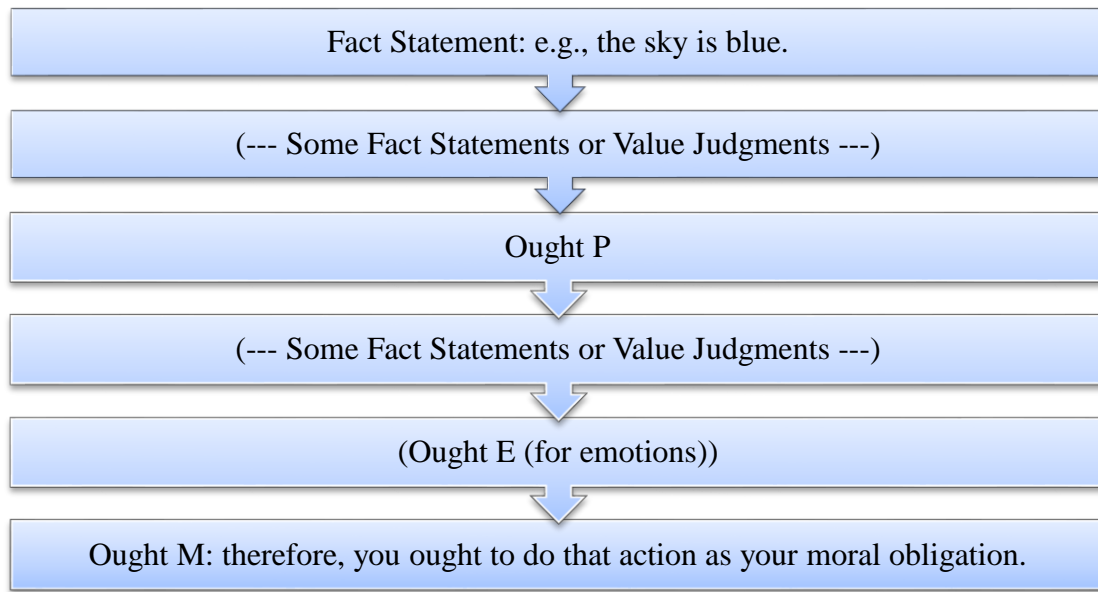 Fact Statement: e.g., the sky is blue.
(--- Some Fact Statements or Value Judgments ---)
Ought P
(--- Some Fact Statements or Value Judgments ---)
(Ought E (for emotions))
Ought M: therefore, you ought to do that action as your moral obligation.